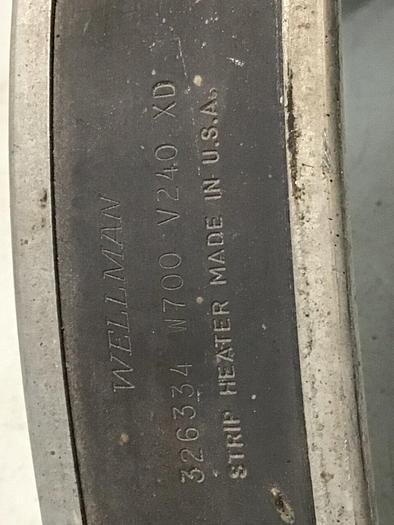 WELLMAN
326334 W700 V240 XD
STRIP HEATER MADE IN U.S.A.